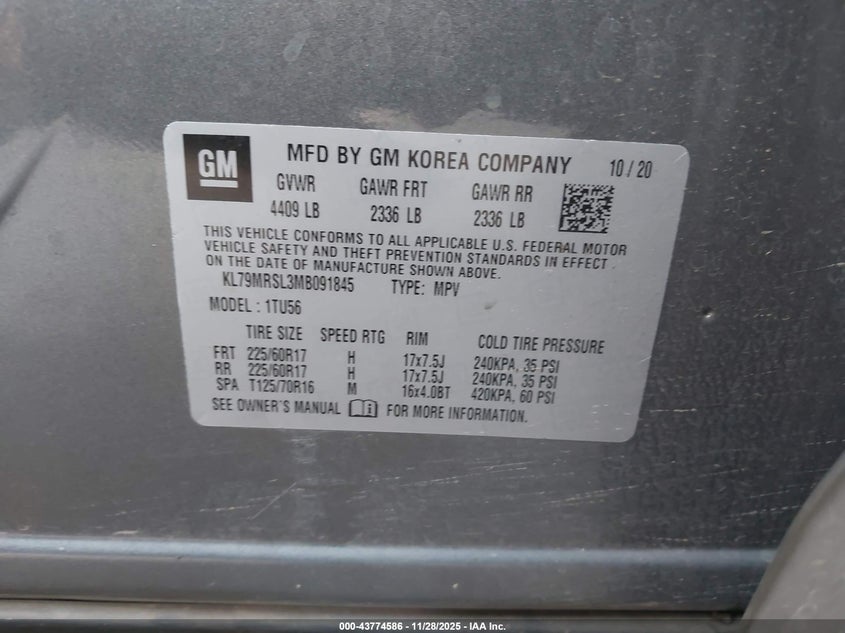 GM MFD BY GM KOREA COMPANY 10 / 20
GVWR GAWR FRT GAWR RR
4409 LB 2336 LB 2336 LB
THIS VEHICLE CONFORMS TO ALL APPLICABLE U.S. FEDERAL MOTOR
VEHICLE SAFETY AND THEFT PREVENTION STANDARDS IN EFFECT
ON THE DATE OF MANUFACTURE SHOWN ABOVE.
KL79MRSL3MB091845 TYPE: MPV
MODEL : 1TU56
TIRE SIZE SPEED RTG RIM COLD TIRE PRESSURE
FRT 225/60R17 H 17x7.5J 240KPA, 35 PSI
RR 225/60R17 H 17x7.5J 240KPA, 35 PSI
SPA T125/70R16 M 16x4.0BT 420KPA, 60 PSI
SEE OWNER'S MANUAL FOR MORE INFORMATION.
000-43774586 - 11/28/2025 - IAA Inc.